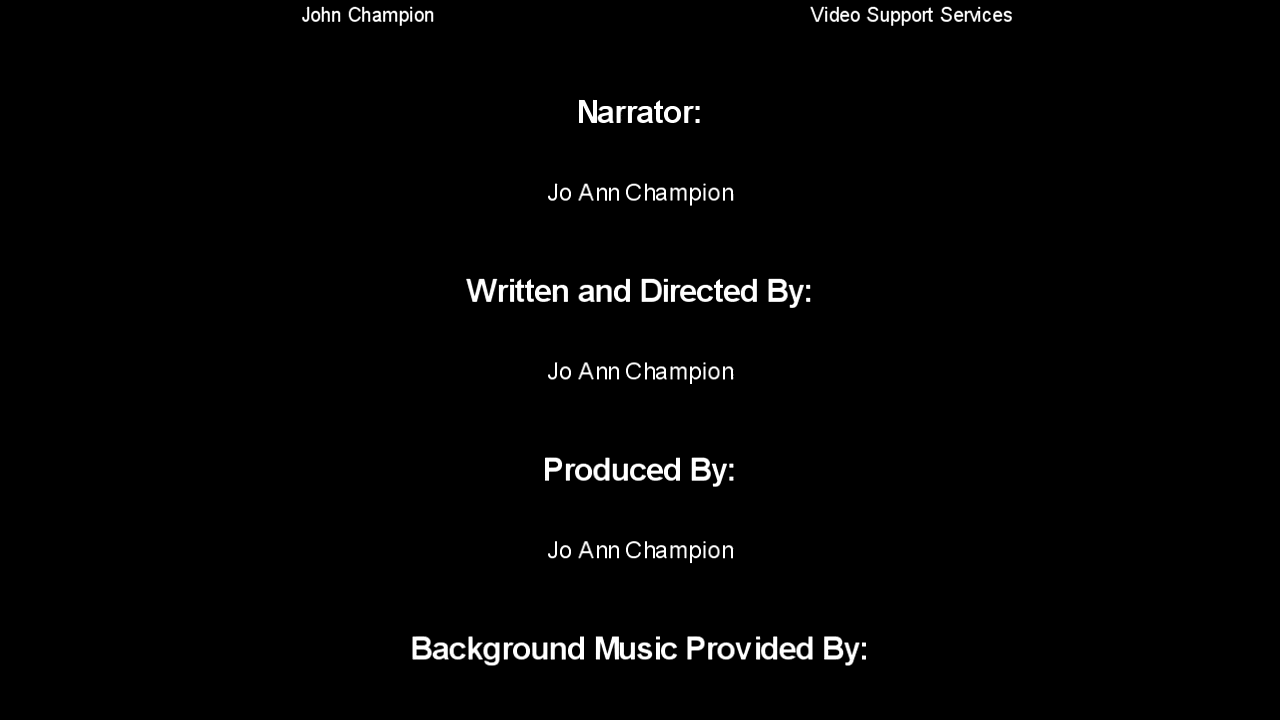 John Champion Video Support Services
Narrator:
Jo Ann Champion
Written and Directed By:
Jo Ann Champion
Produced By:
Jo Ann Champion
Background Music Provided By: